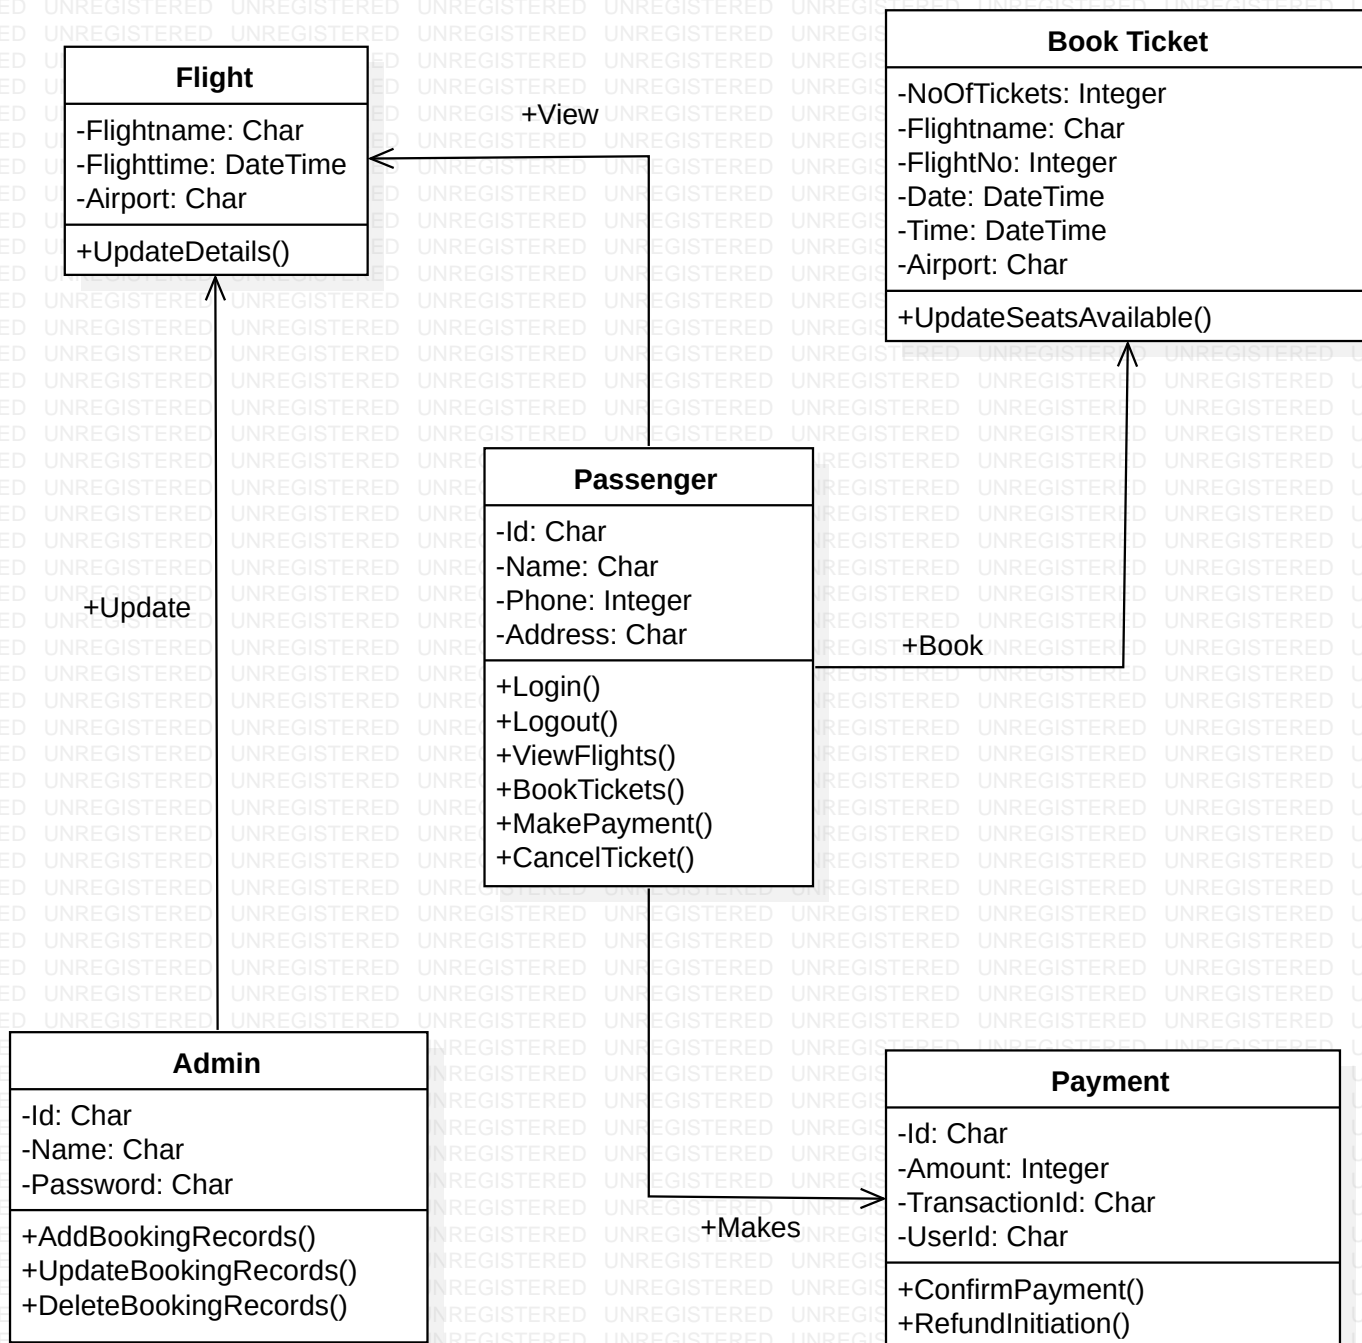 Flight
-Flightname: Char
-Flighttime: DateTime
-Airport: Char
+UpdateDetails()
+View
Book Ticket
-NoOfTickets: Integer
-Flightname: Char
-FlightNo: Integer
-Date: DateTime
-Time: DateTime
-Airport: Char
+UpdateSeatsAvailable()
Passenger
-Id: Char
-Name: Char
-Phone: Integer
-Address: Char
+Login()
+Logout()
+ViewFlights()
+BookTickets()
+MakePayment()
+CancelTicket()
+Update
+Book
Admin
-Id: Char
-Name: Char
-Password: Char
+AddBookingRecords()
+UpdateBookingRecords()
+DeleteBookingRecords()
+Makes
Payment
-Id: Char
-Amount: Integer
-TransactionId: Char
-UserId: Char
+ConfirmPayment()
+RefundInitiation()
UNREGISTERED